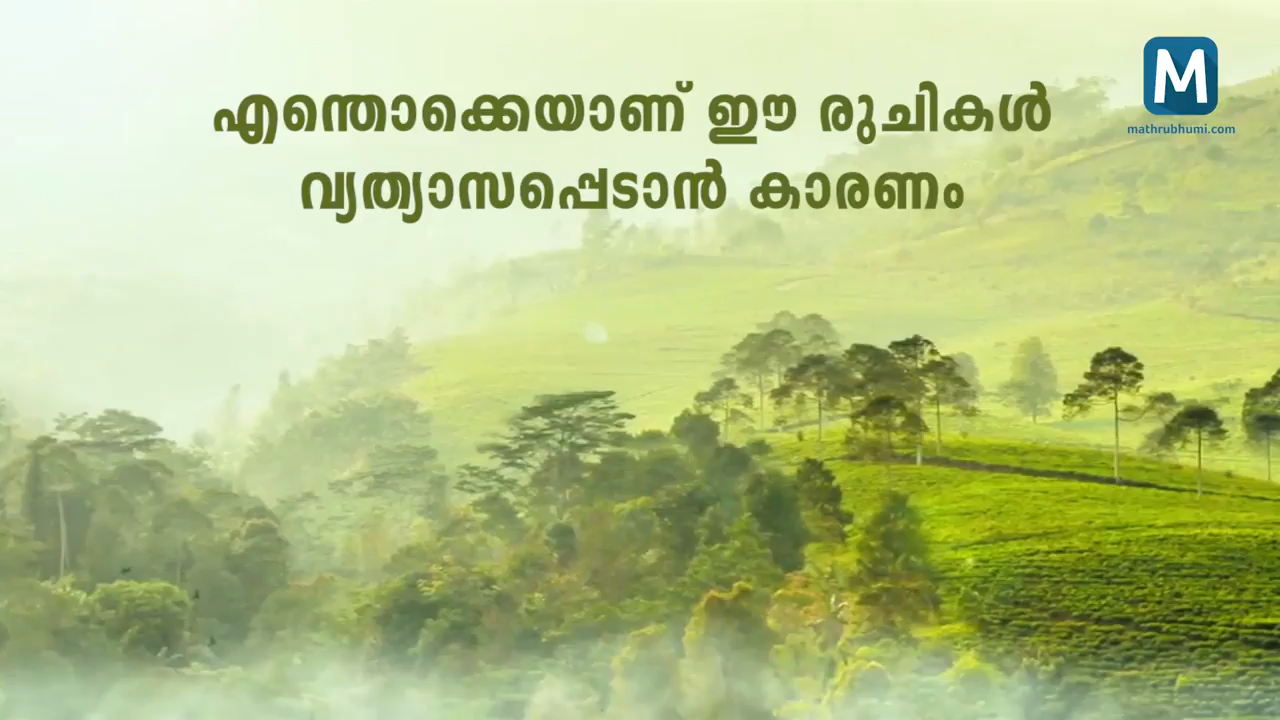 എന്തൊക്കെയാണ് ഈ രുചികൾ
വ്യത്യാസപ്പെടാൻ കാരണം
M
mathrubhumi.com